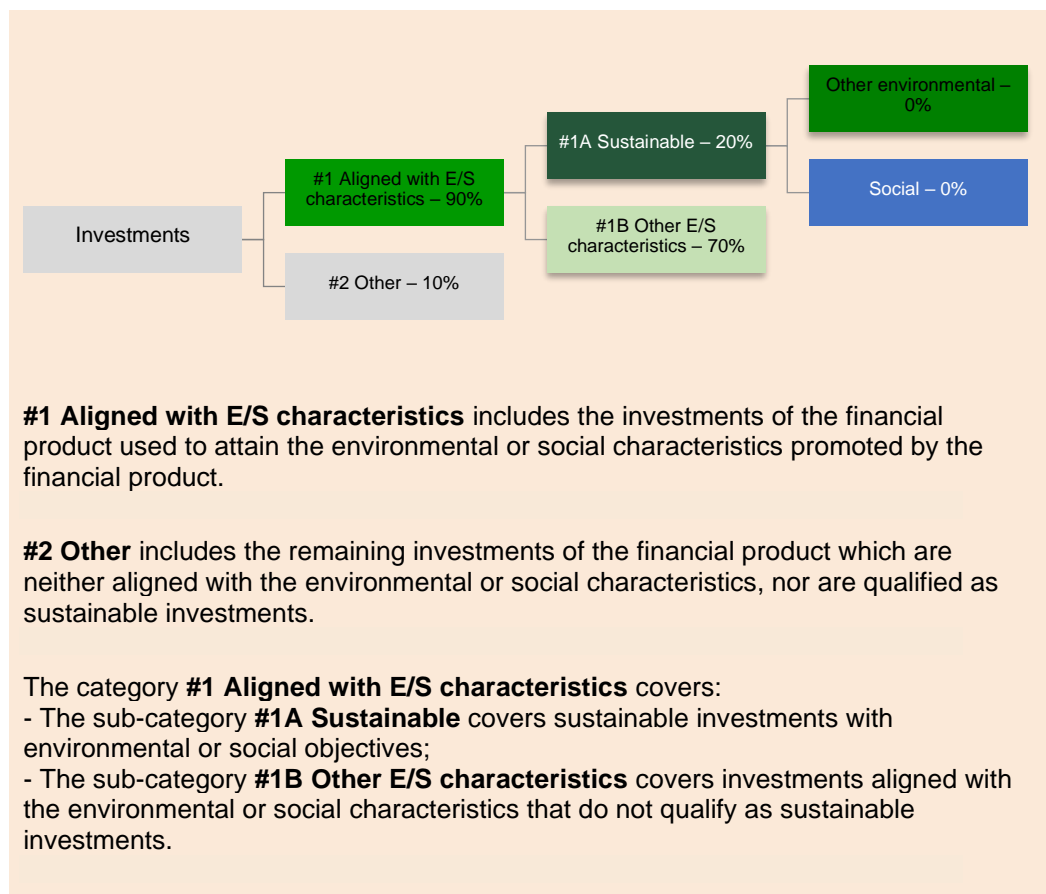 Other environmental –
0%
#1A Sustainable – 20%
#1 Aligned with E/S
characteristics – 90%
Social – 0%
Investments
#1B Other E/S
characteristics – 70%
#2 Other – 10%
#1 Aligned with E/S characteristics includes the investments of the financial
product used to attain the environmental or social characteristics promoted by the
financial product.
#2 Other includes the remaining investments of the financial product which are
neither aligned with the environmental or social characteristics, nor are qualified as
sustainable investments.
The category #1 Aligned with E/S characteristics covers:
- The sub-category #1A Sustainable covers sustainable investments with
environmental or social objectives;
- The sub-category #1B Other E/S characteristics covers investments aligned with
the environmental or social characteristics that do not qualify as sustainable
investments.